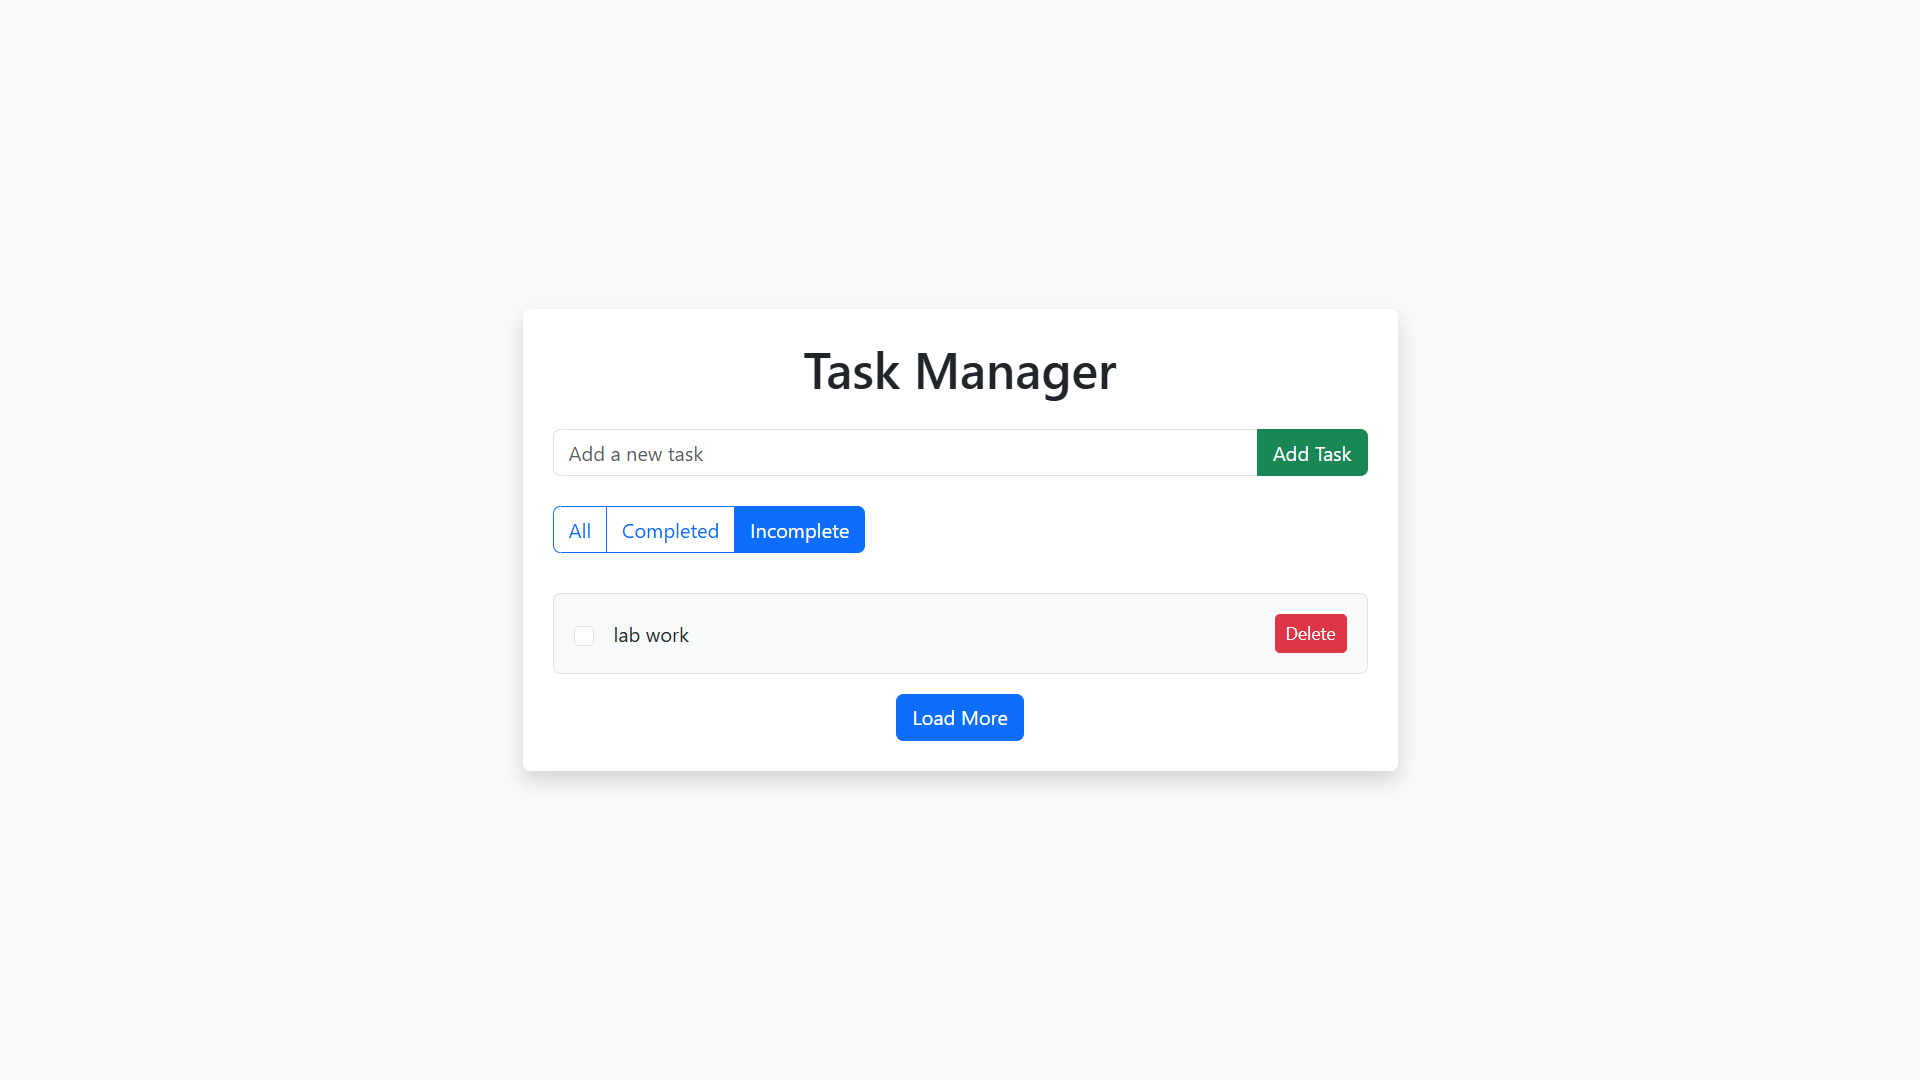 Task Manager
Add a new task
Add Task
All
Completed
Incomplete
lab work
Delete
Load More